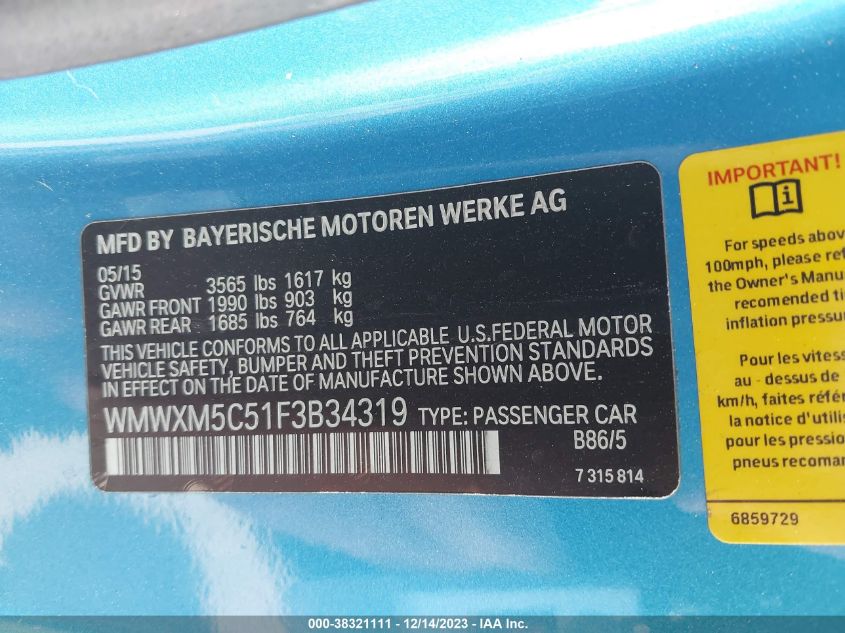 MFD BY BAYERISCHE MOTOREN WERKE AG
05/15
GVWR 3565 lbs 1617 kg
GAWR FRONT 1990 lbs 903 kg
GAWR REAR 1685 lbs 764 kg
THIS VEHICLE CONFORMS TO ALL APPLICABLE U.S.FEDERAL MOTOR
VEHICLE SAFETY, BUMPER AND THEFT PREVENTION STANDARDS
IN EFFECT ON THE DATE OF MANUFACTURE SHOWN ABOVE.
WMWXM5C51F3B34319 TYPE: PASSENGER CAR
B86/5
7 315 814
IMPORTANT!
For speeds above
100mph, please ref
the Owner's Manu
recomended ti
inflation pressu
Pour les vitess
au - dessus de
km/h, faites référ
la notice d'utilis
pour les pression
pneus recoman
6859729
000-38321111 - 12/14/2023 - IAA Inc.